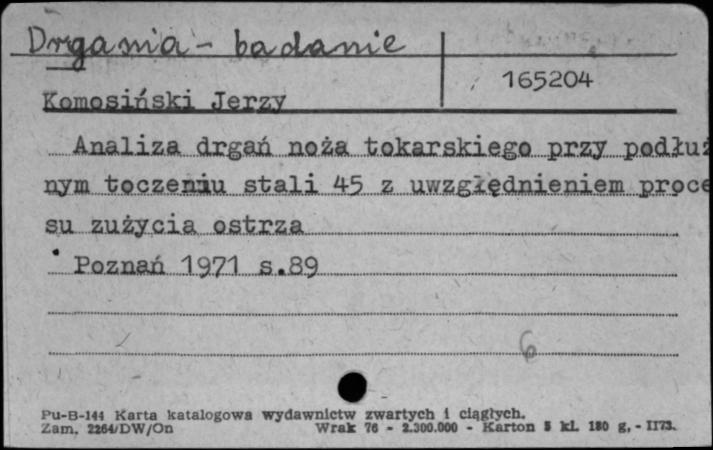 Drgania - badanie
165204
Komosiński Jerzy
Analiza drgań noża tokarskiego przy podłuż
nym toczeniu stali 45 z uwzględnieniem proce
su zużycia ostrza
Poznań 1971 s.89
6
Pu-B-144 Karta katalogowa wydawnictw zwartych i ciągłych.
Zam. 2264/DW/On Wrak 76 - 2.300.000 - Karton 5 kl. 180 g. - II73.